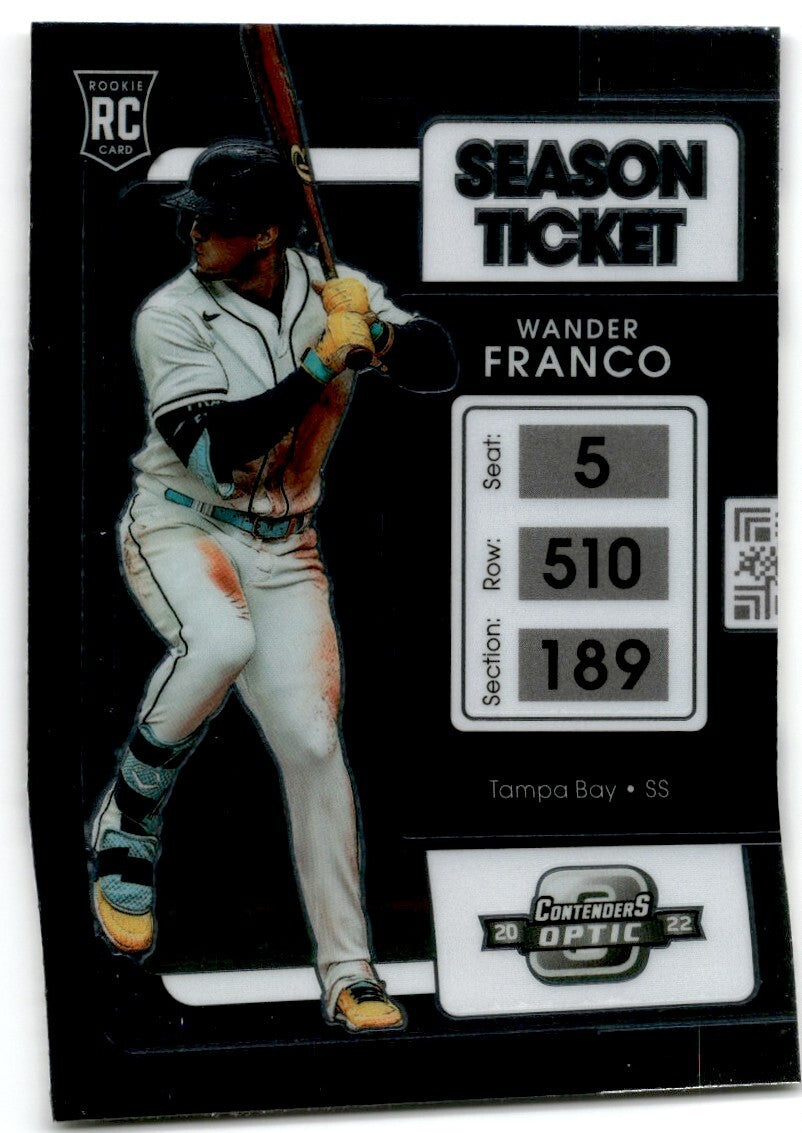 ROOKIE
RC
CARD
SEASON
TICKET
WANDER
FRANCO
Seat: 5
Row: 510
Section: 189
Tampa Bay • SS
CONTENDERS
20 OPTIC 22